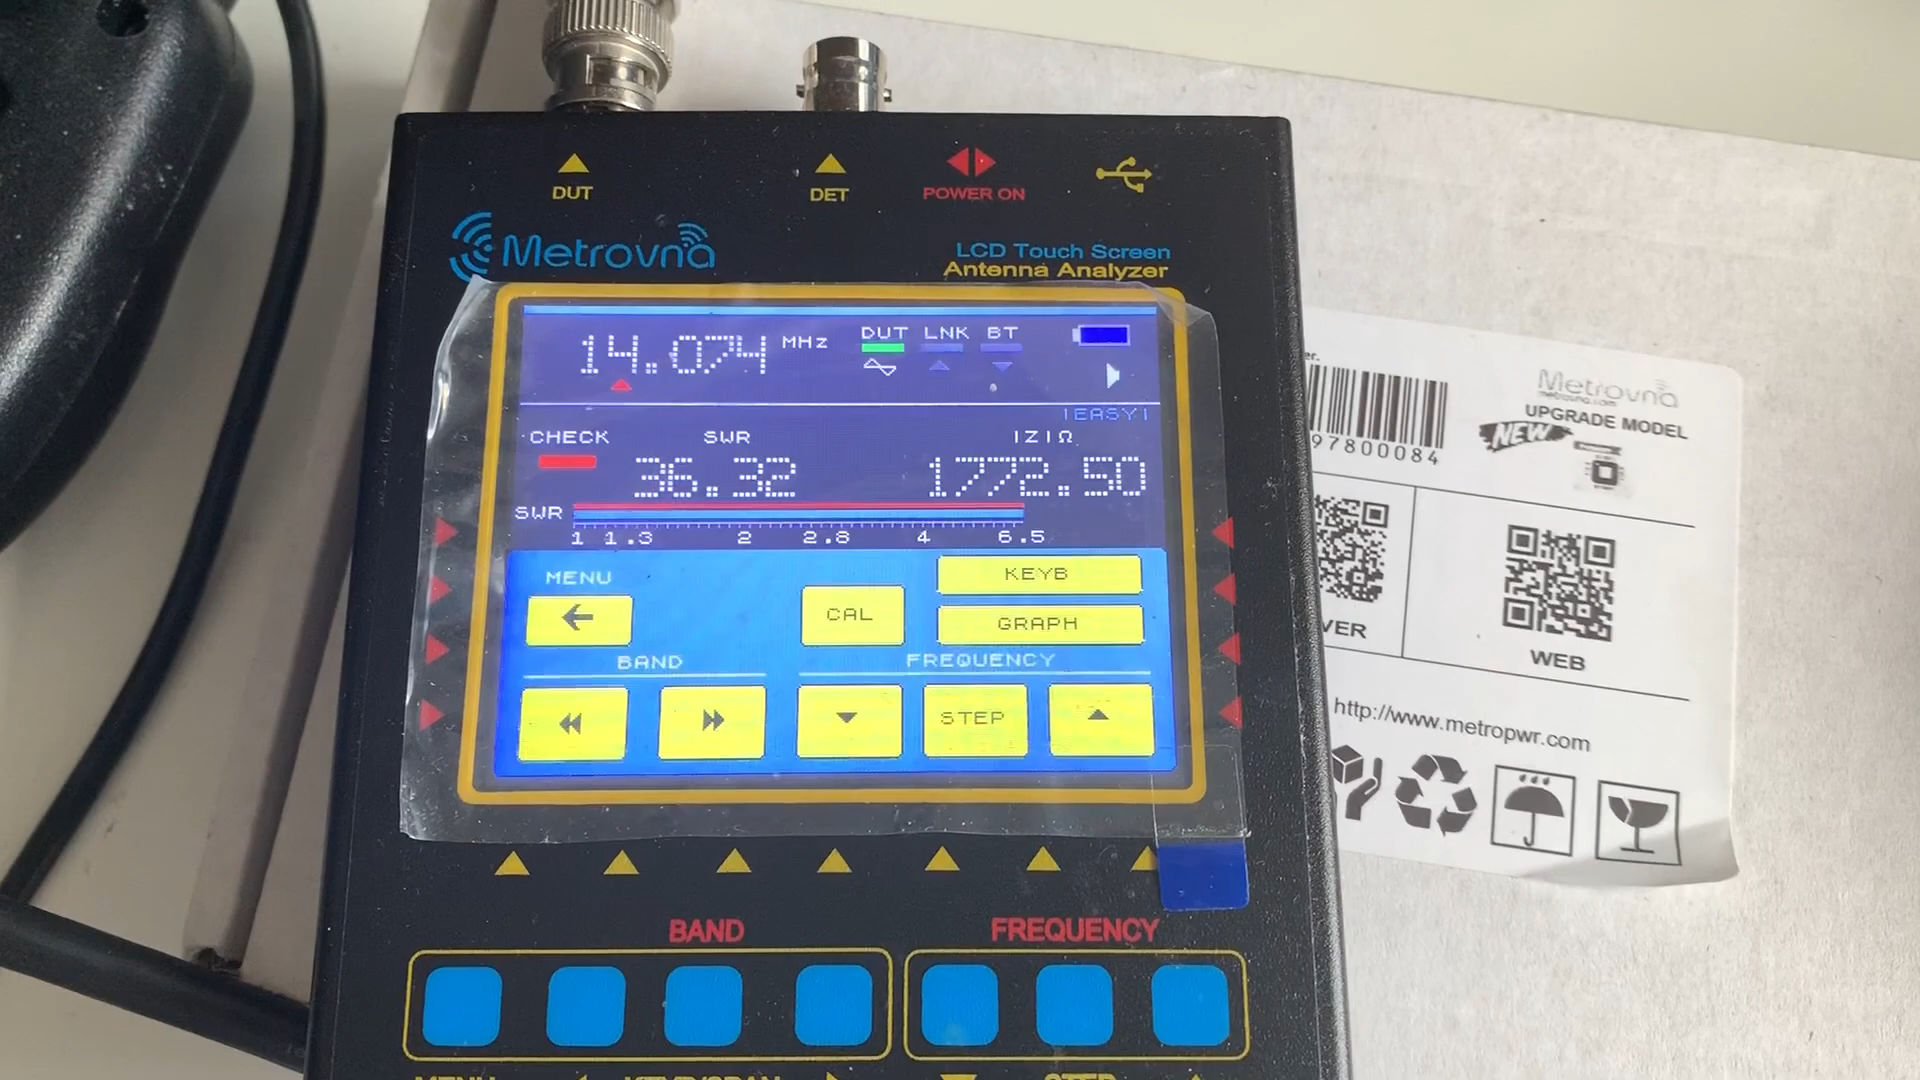 DUT
DET
POWER ON
Metrovna
LCD Touch Screen
Antenna Analyzer
14.074 MHz
DUT LNK BT
|EASY|
CHECK SWR |Z|Ω
36.32 1772.50
SWR
1 1.3 2 2.8 4 6.5
MENU
KEYB
CAL
GRAPH
BAND FREQUENCY
STEP
BAND FREQUENCY
er.
Metrovna
metrovna.com
UPGRADE MODEL
NEW
97800084
VER
WEB
http://www.metropwr.com